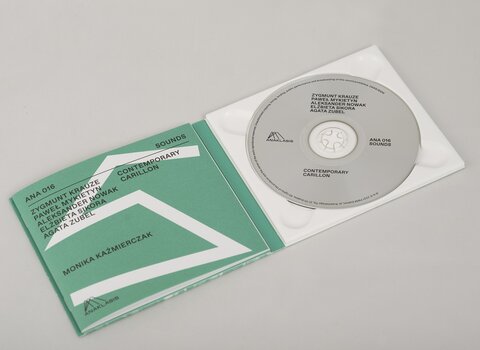 ANA 016
SOUNDS
ZYGMUNT KRAUZE
PAWEŁ MYKIETYN
ALEKSANDER NOWAK
ELŻBIETA SIKORA
AGATA ZUBEL
CONTEMPORARY
CARILLON
MONIKA KAŹMIERCZAK
ANAKLASIS
ZYGMUNT KRAUZE
PAWEŁ MYKIETYN
ALEKSANDER NOWAK
ELŻBIETA SIKORA
AGATA ZUBEL
ANAKLASIS
ANA 016
SOUNDS
CONTEMPORARY
CARILLON